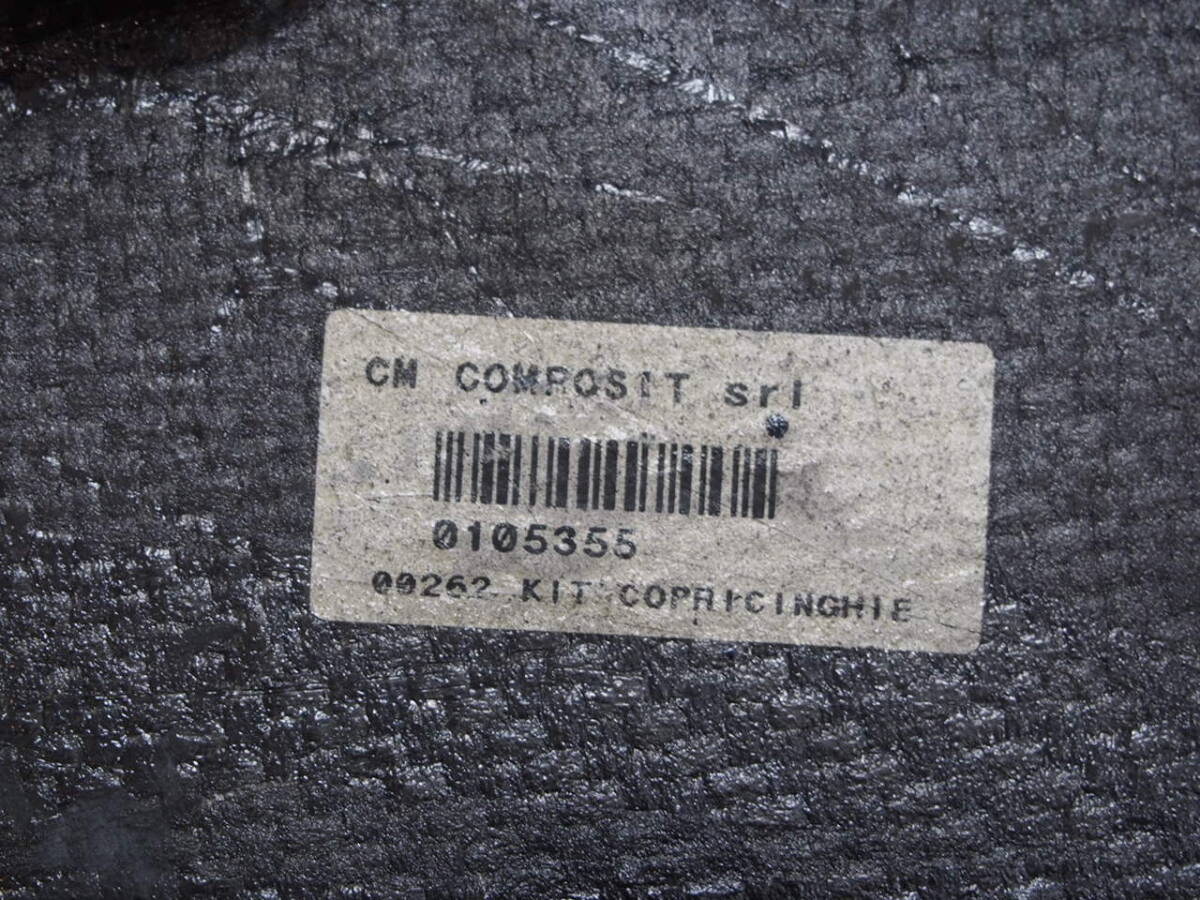 CM COMPOSIT srl
0105355
00262 KIT COPRICINGHIE